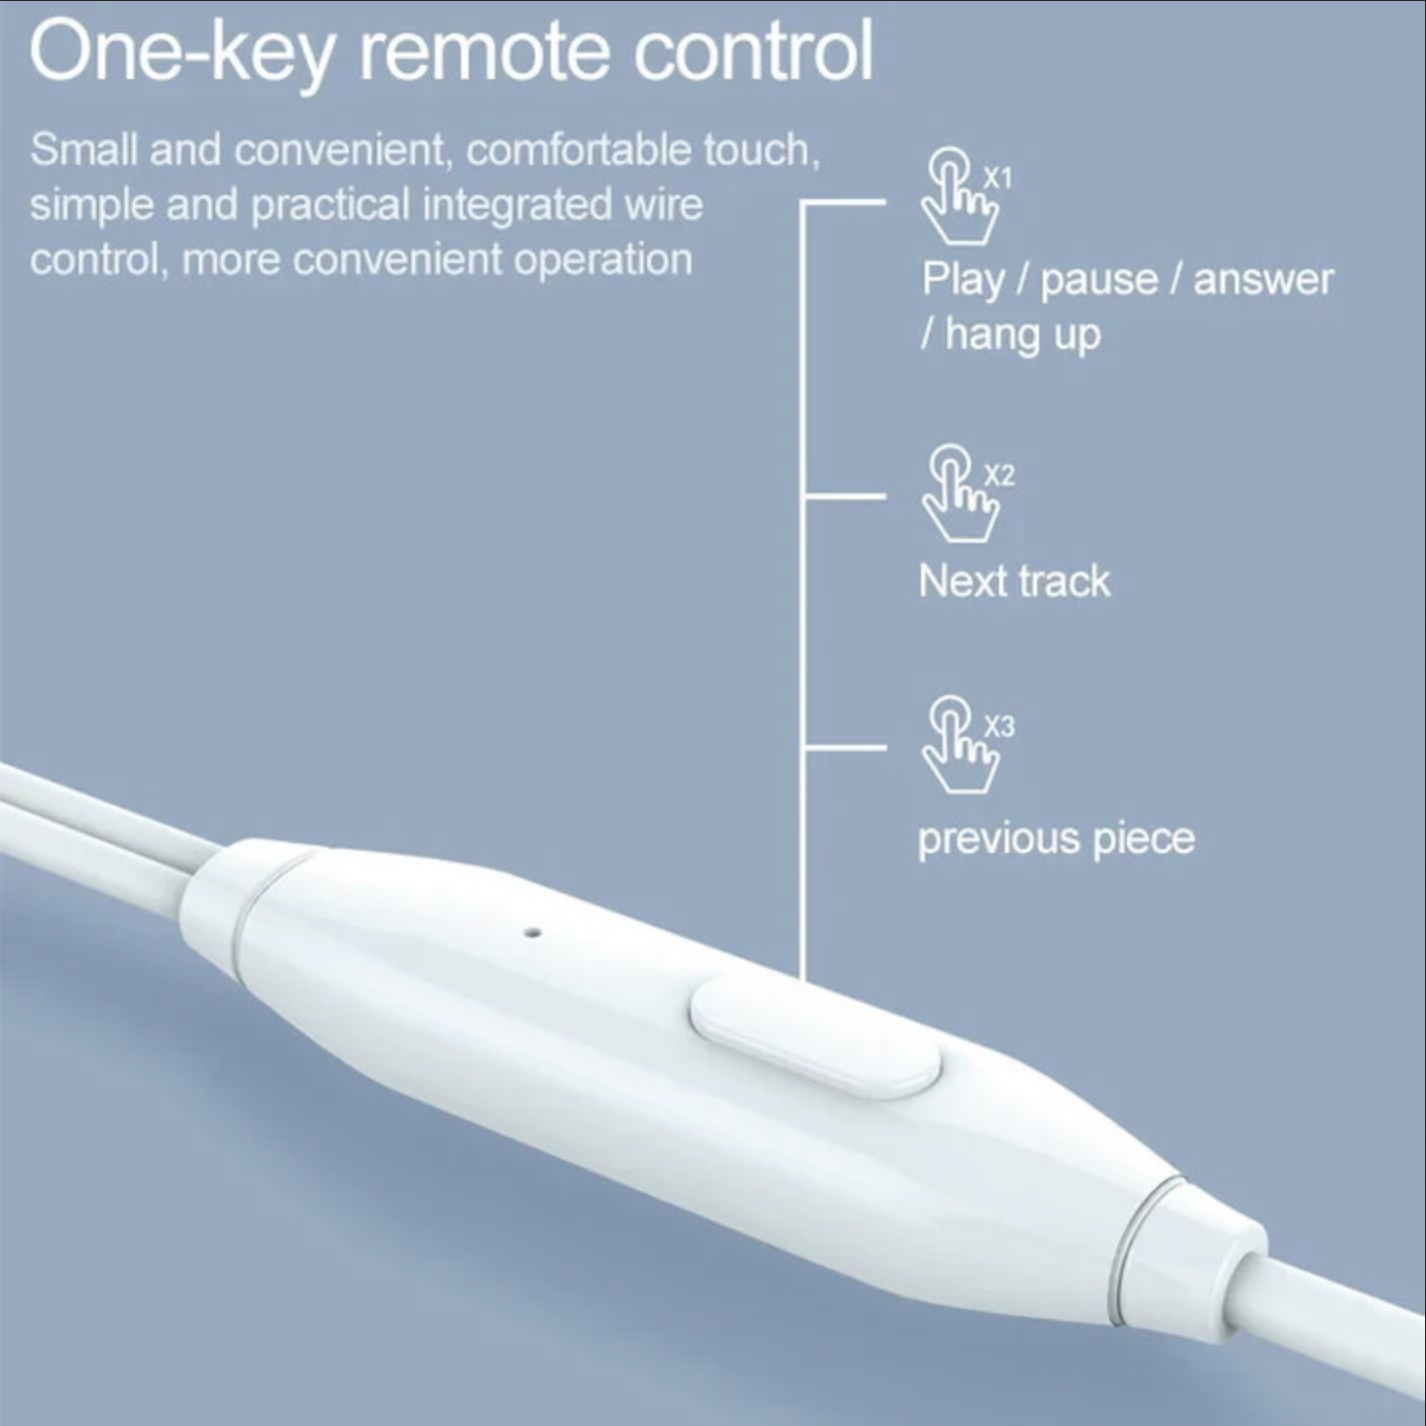 One-key remote control
Small and convenient, comfortable touch,
simple and practical integrated wire
control, more convenient operation
X1
Play / pause / answer
/ hang up
X2
Next track
X3
previous piece